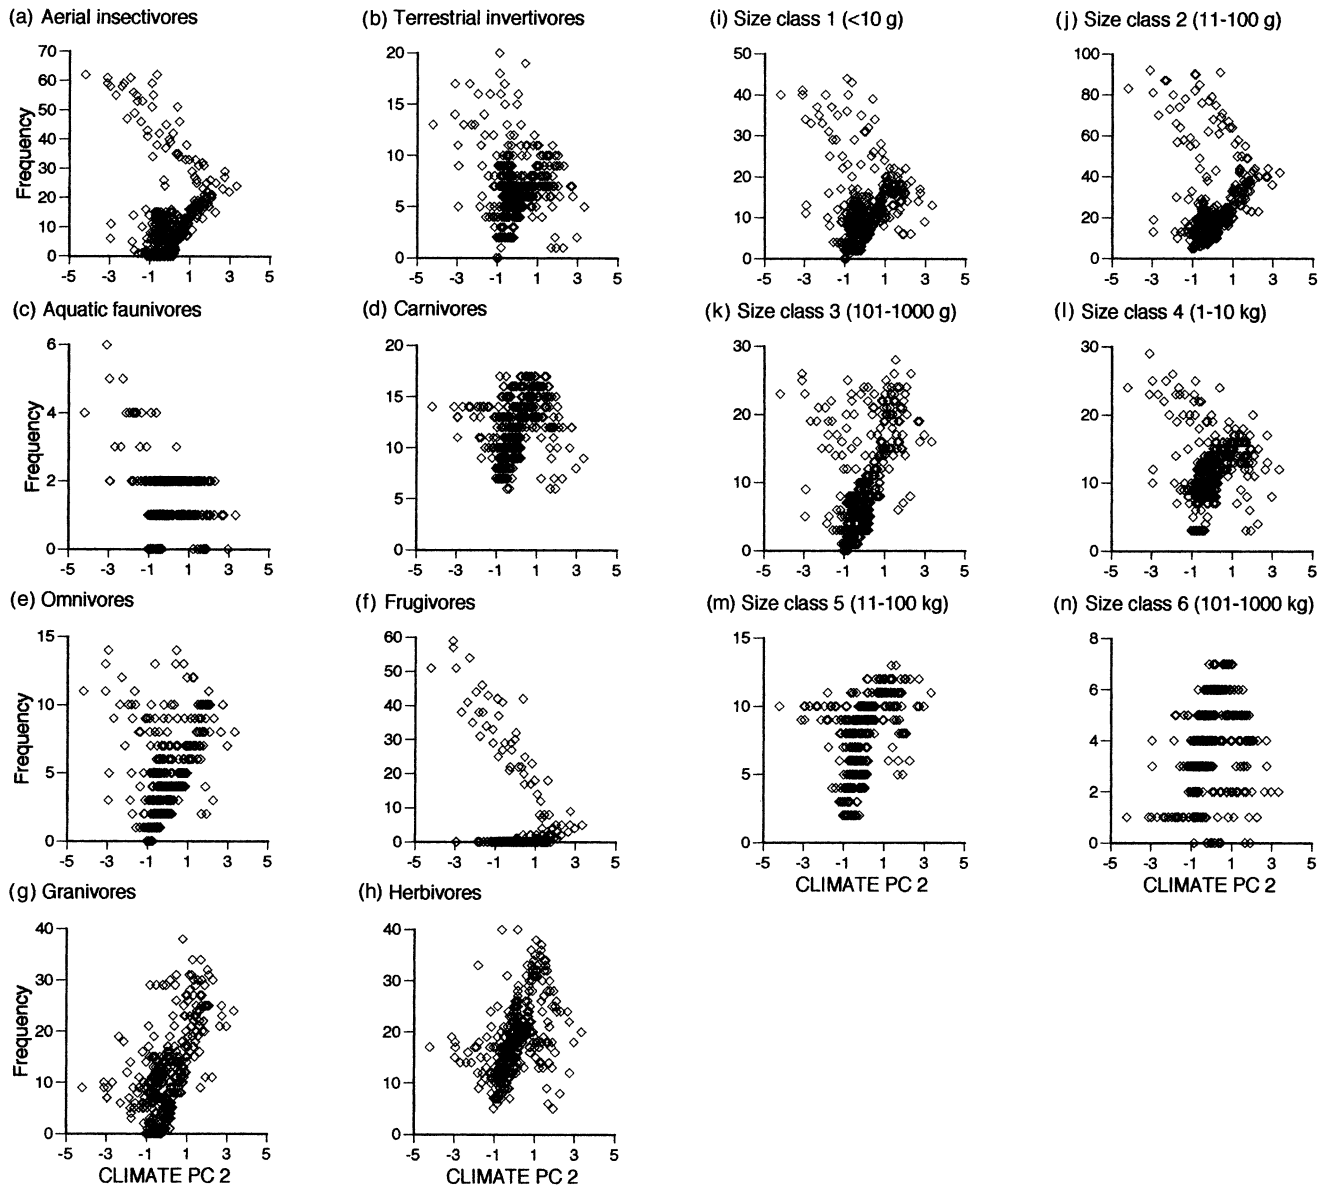 (a) Aerial insectivores
(b) Terrestrial invertivores
(i) Size class 1 (<10 g)
(j) Size class 2 (11-100 g)
Frequency
70
60
50
40
30
20
10
0
-5 -3 -1 1 3 5
20
15
10
5
0
-5 -3 -1 1 3 5
50
40
30
20
10
0
-5 -3 -1 1 3 5
100
80
60
40
20
0
-5 -3 -1 1 3 5
(c) Aquatic faunivores
(d) Carnivores
(k) Size class 3 (101-1000 g)
(l) Size class 4 (1-10 kg)
Frequency
6
4
2
0
-5 -3 -1 1 3 5
20
15
10
5
0
-5 -3 -1 1 3 5
30
20
10
0
-5 -3 -1 1 3 5
30
20
10
0
-5 -3 -1 1 3 5
(e) Omnivores
(f) Frugivores
(m) Size class 5 (11-100 kg)
(n) Size class 6 (101-1000 kg)
Frequency
15
10
5
0
-5 -3 -1 1 3 5
60
50
40
30
20
10
0
-5 -3 -1 1 3 5
15
10
5
0
-5 -3 -1 1 3 5
CLIMATE PC 2
8
6
4
2
0
-5 -3 -1 1 3 5
CLIMATE PC 2
(g) Granivores
(h) Herbivores
Frequency
40
30
20
10
0
-5 -3 -1 1 3 5
CLIMATE PC 2
40
30
20
10
0
-5 -3 -1 1 3 5
CLIMATE PC 2